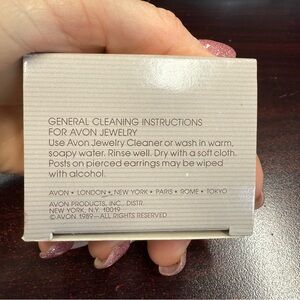 GENERAL CLEANING INSTRUCTIONS
FOR AVON JEWELRY
Use Avon Jewelry Cleaner or wash in warm,
soapy water. Rinse well. Dry with a soft cloth.
Posts on pierced earrings may be wiped
with alcohol.
AVON • LONDON • NEW YORK • PARIS • ROME • TOKYO
AVON PRODUCTS, INC., DISTR.
NEW YORK, N.Y. 10019
©AVON 1989—ALL RIGHTS RESERVED